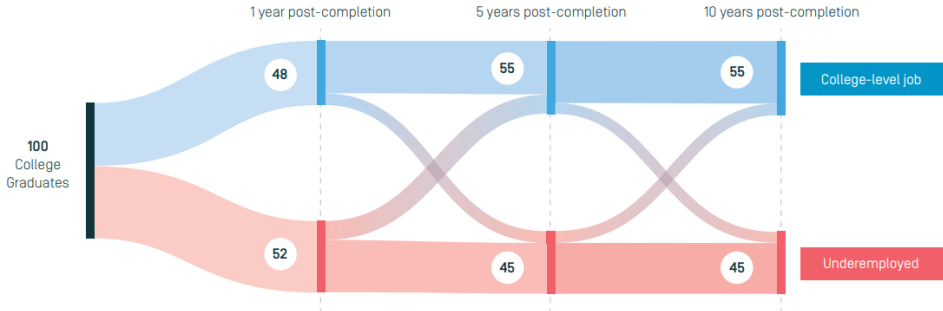 1 year post-completion
5 years post-completion
10 years post-completion
48
55
55
College-level job
100
College
Graduates
52
45
45
Underemployed